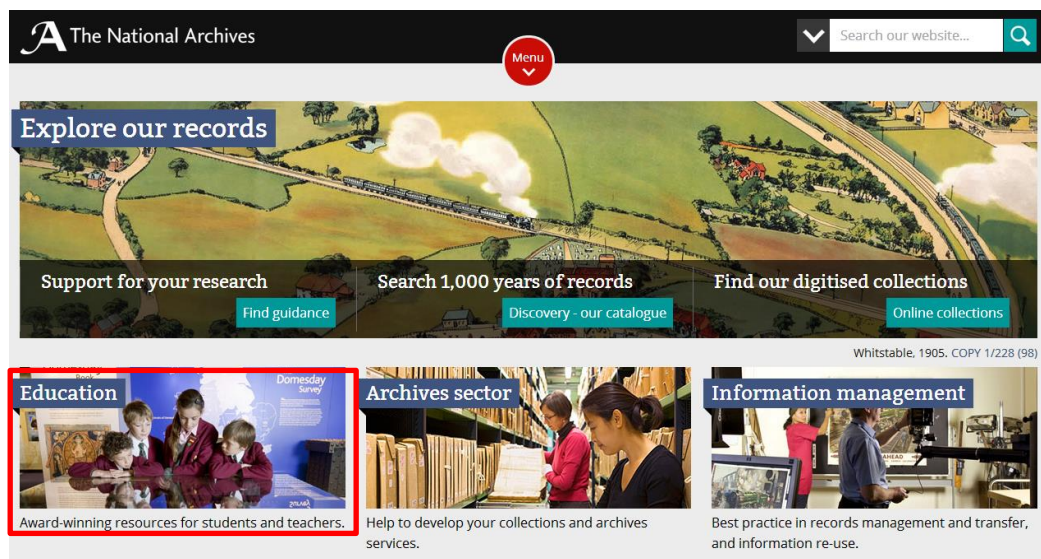 The National Archives
Menu
Search our website...
Explore our records
Support for your research
Find guidance
Search 1,000 years of records
Discovery - our catalogue
Find our digitised collections
Online collections
Whitstable, 1905. COPY 1/228 (98)
Education
Book
Domesday
Survey
Award-winning resources for students and teachers.
Archives sector
Help to develop your collections and archives
services.
Information management
AHEAD
Best practice in records management and transfer,
and information re-use.